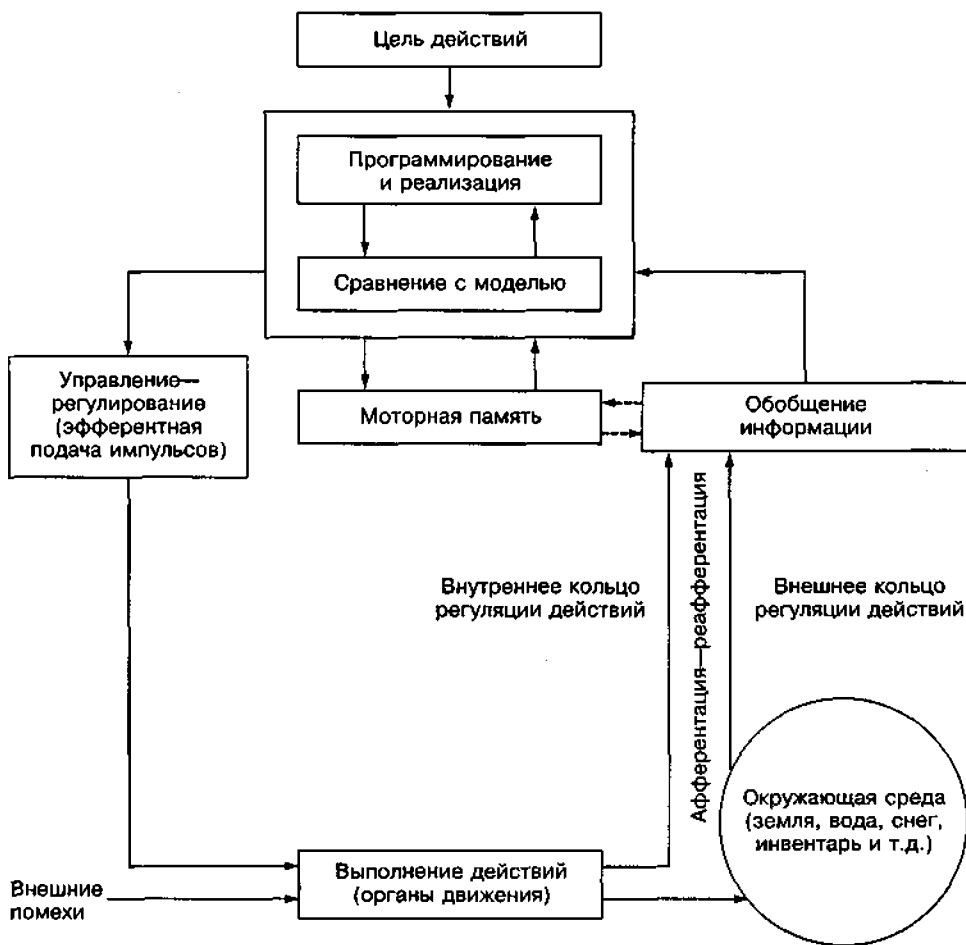 Цель действий
Программирование
и реализация
Сравнение с моделью
Управление—
регулирование
(эфферентная
подача импульсов)
Моторная память
Обобщение
информации
Внутреннее кольцо
регуляции действий
Афферентация—реафферентация
Внешнее кольцо
регуляции действий
Окружающая среда
(земля, вода, снег,
инвентарь и т.д.)
Выполнение действий
(органы движения)
Внешние
помехи